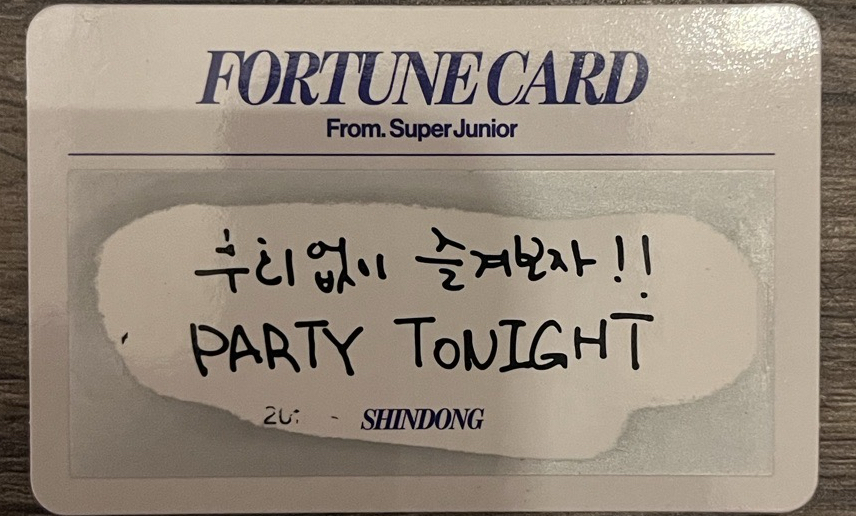 FORTUNE CARD
From. Super Junior
후회 없이 즐겨보자!!
PARTY TONIGHT
SHINDONG